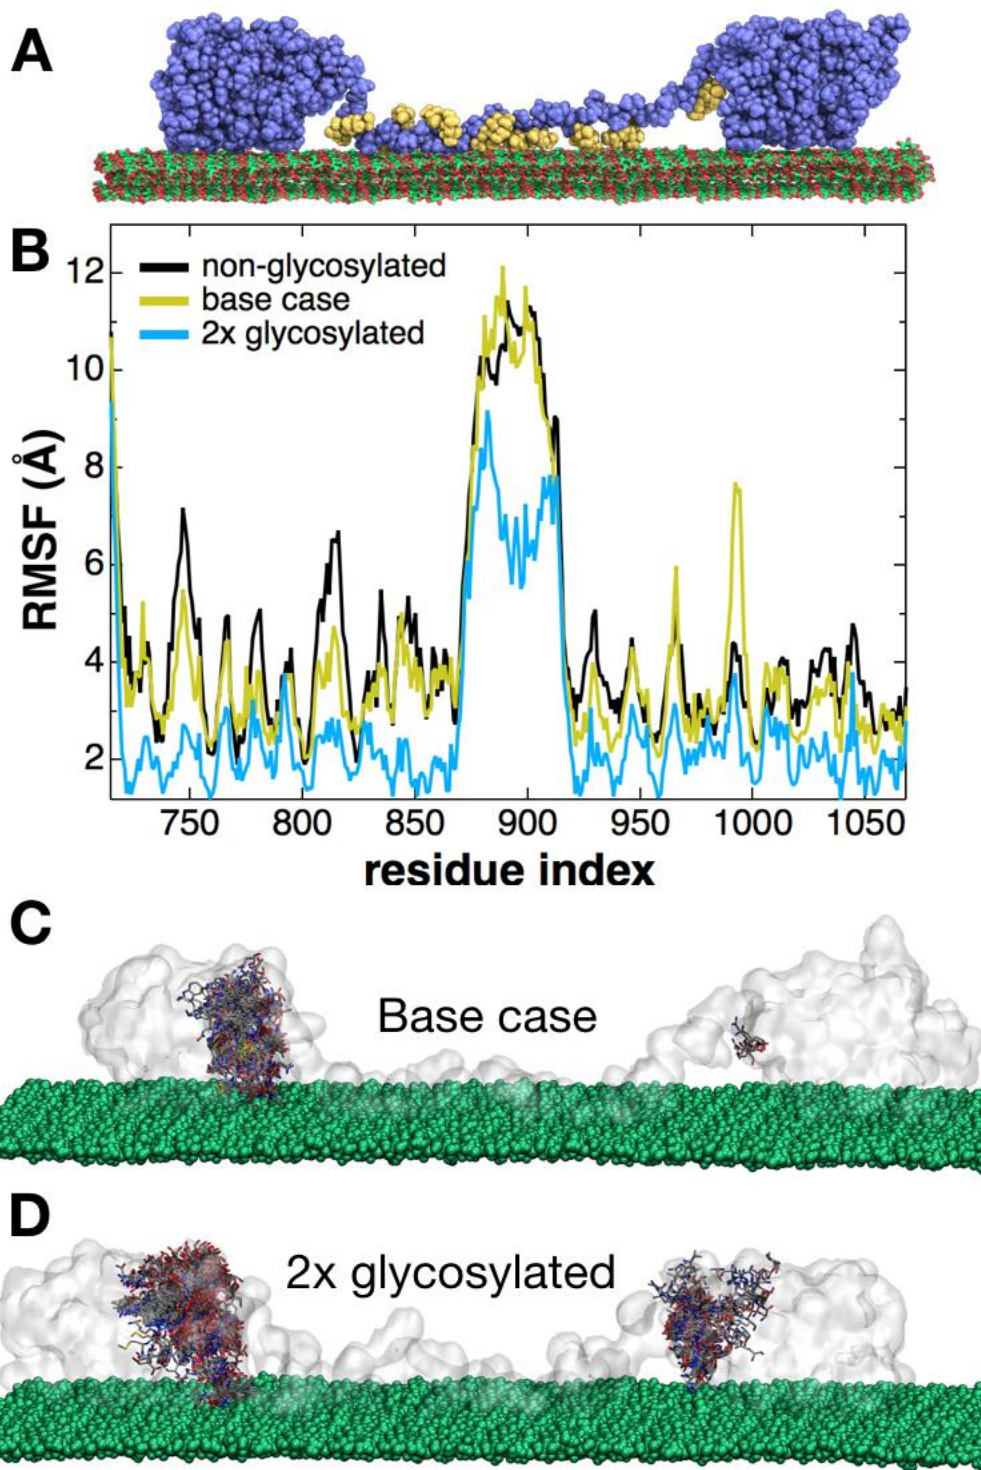 A
B
non-glycosylated
base case
2x glycosylated
12
10
8
6
4
2
RMSF (Å)
750 800 850 900 950 1000 1050
residue index
C
Base case
D
2x glycosylated